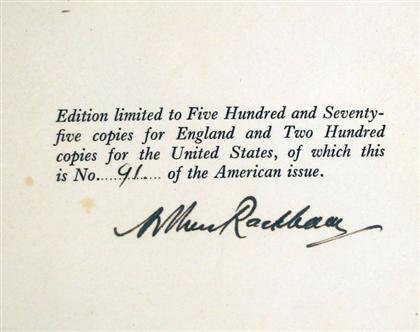 Edition limited to Five Hundred and Seventy-
five copies for England and Two Hundred
copies for the United States, of which this
is No.....91..... of the American issue.
Arthur Rackham